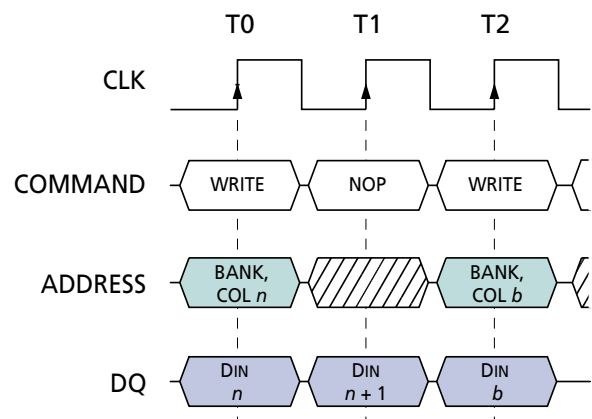 T0 T1 T2
CLK
COMMAND WRITE NOP WRITE
ADDRESS BANK, COL n BANK, COL b
DQ DIN n DIN n + 1 DIN b